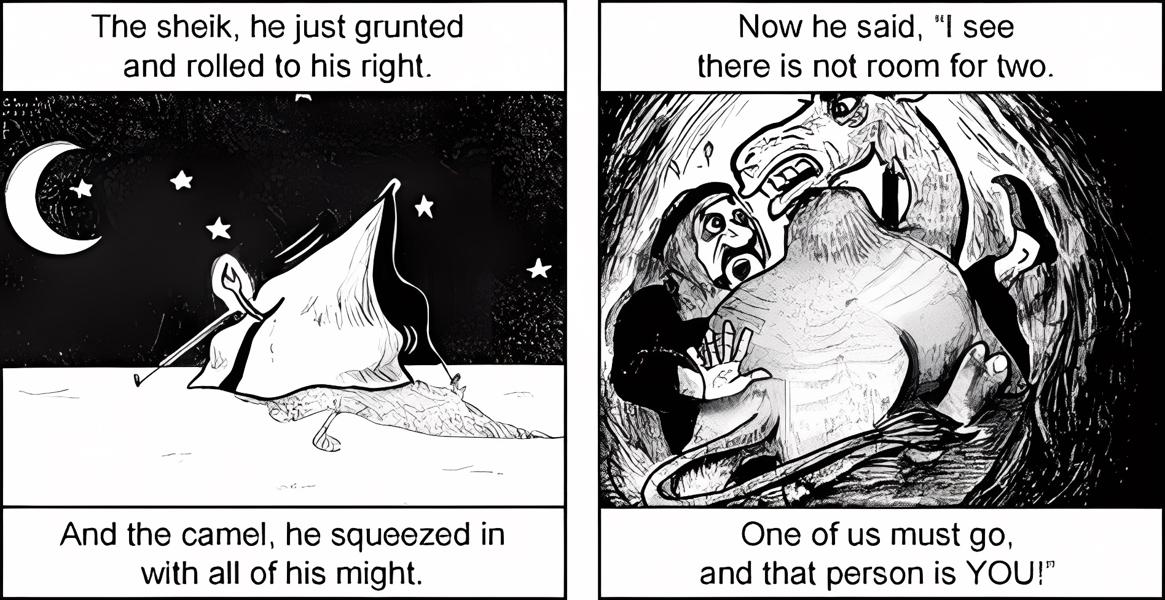 The sheik, he just grunted
and rolled to his right.
And the camel, he squeezed in
with all of his might.
Now he said, "I see
there is not room for two.
One of us must go,
and that person is YOU!"